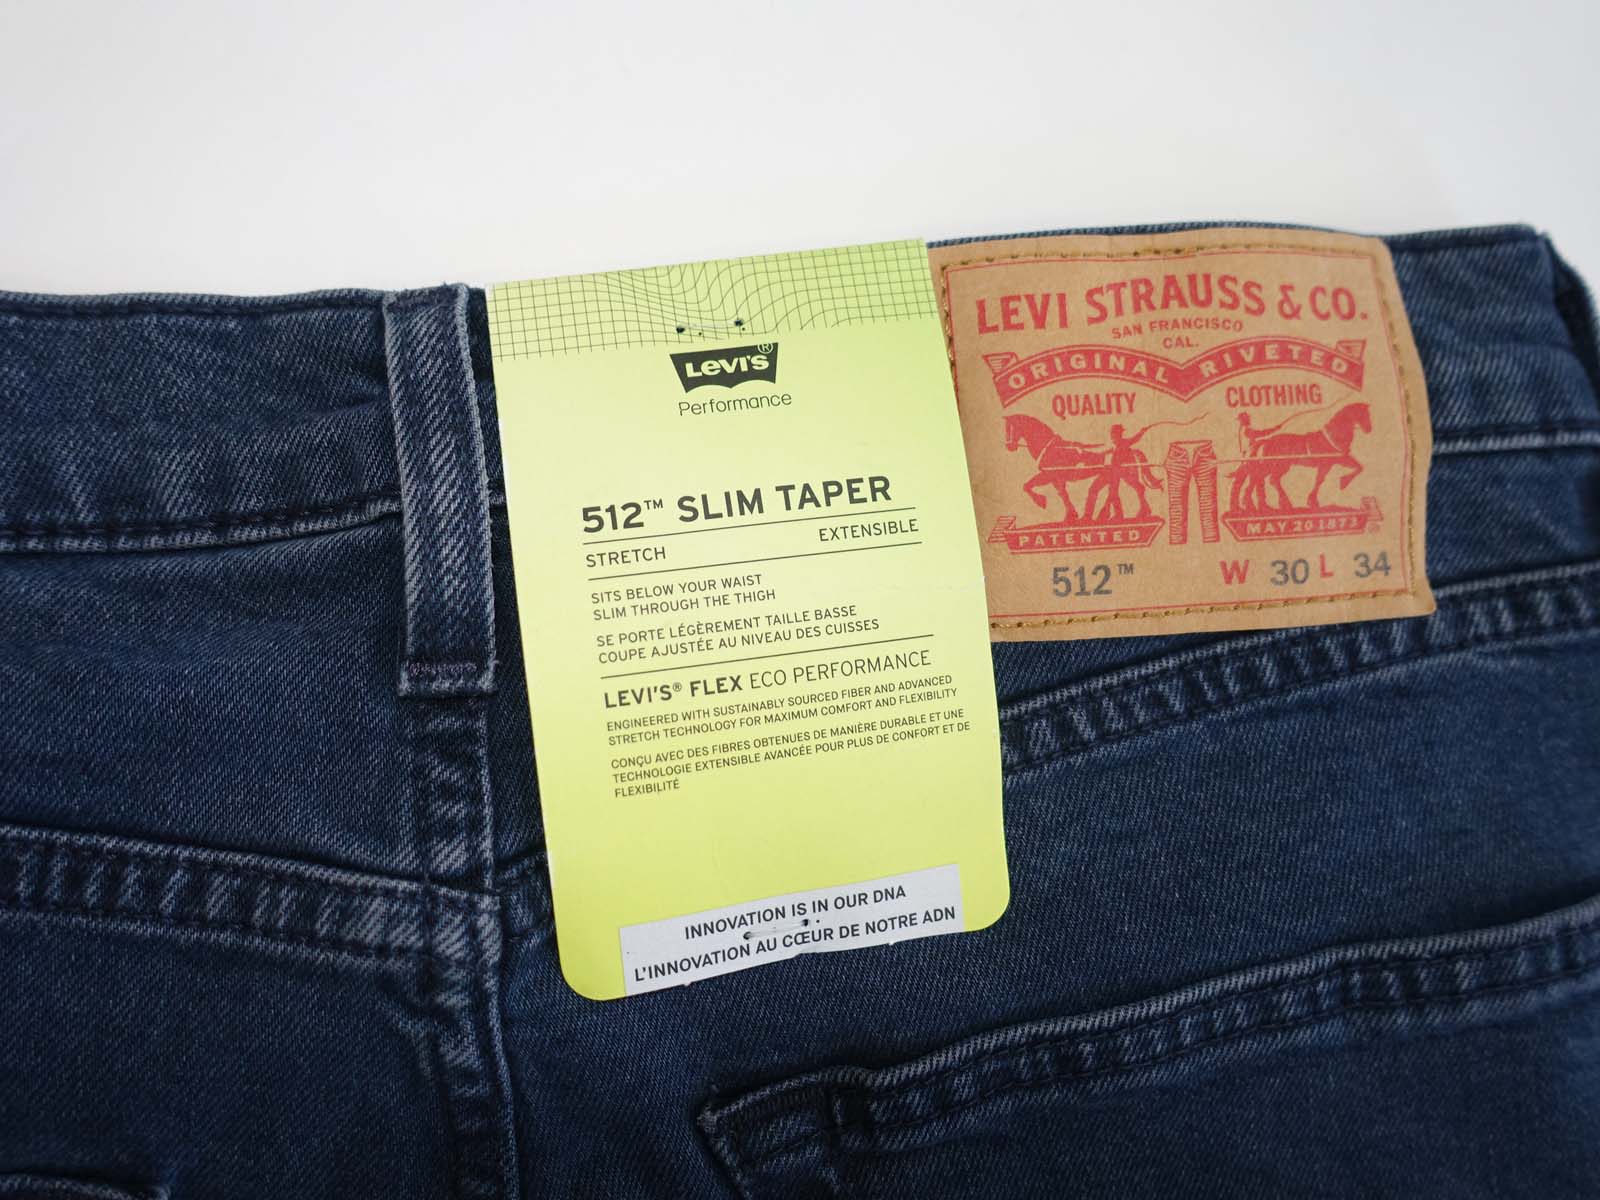 LEVI'S®
Performance
512™ SLIM TAPER
STRETCH EXTENSIBLE
SITS BELOW YOUR WAIST
SLIM THROUGH THE THIGH
SE PORTE LÉGÈREMENT TAILLE BASSE
COUPE AJUSTÉE AU NIVEAU DES CUISSES
LEVI'S® FLEX ECO PERFORMANCE
ENGINEERED WITH SUSTAINABLY SOURCED FIBER AND ADVANCED
STRETCH TECHNOLOGY FOR MAXIMUM COMFORT AND FLEXIBILITY
CONÇU AVEC DES FIBRES OBTENUES DE MANIÈRE DURABLE ET UNE
TECHNOLOGIE EXTENSIBLE AVANCÉE POUR PLUS DE CONFORT ET DE
FLEXIBILITÉ
INNOVATION IS IN OUR DNA
L'INNOVATION AU CŒUR DE NOTRE ADN
LEVI STRAUSS & CO.
SAN FRANCISCO
CAL.
ORIGINAL RIVETED
QUALITY CLOTHING
PATENTED MAY 20 1873 ®
512™ W 30 L 34